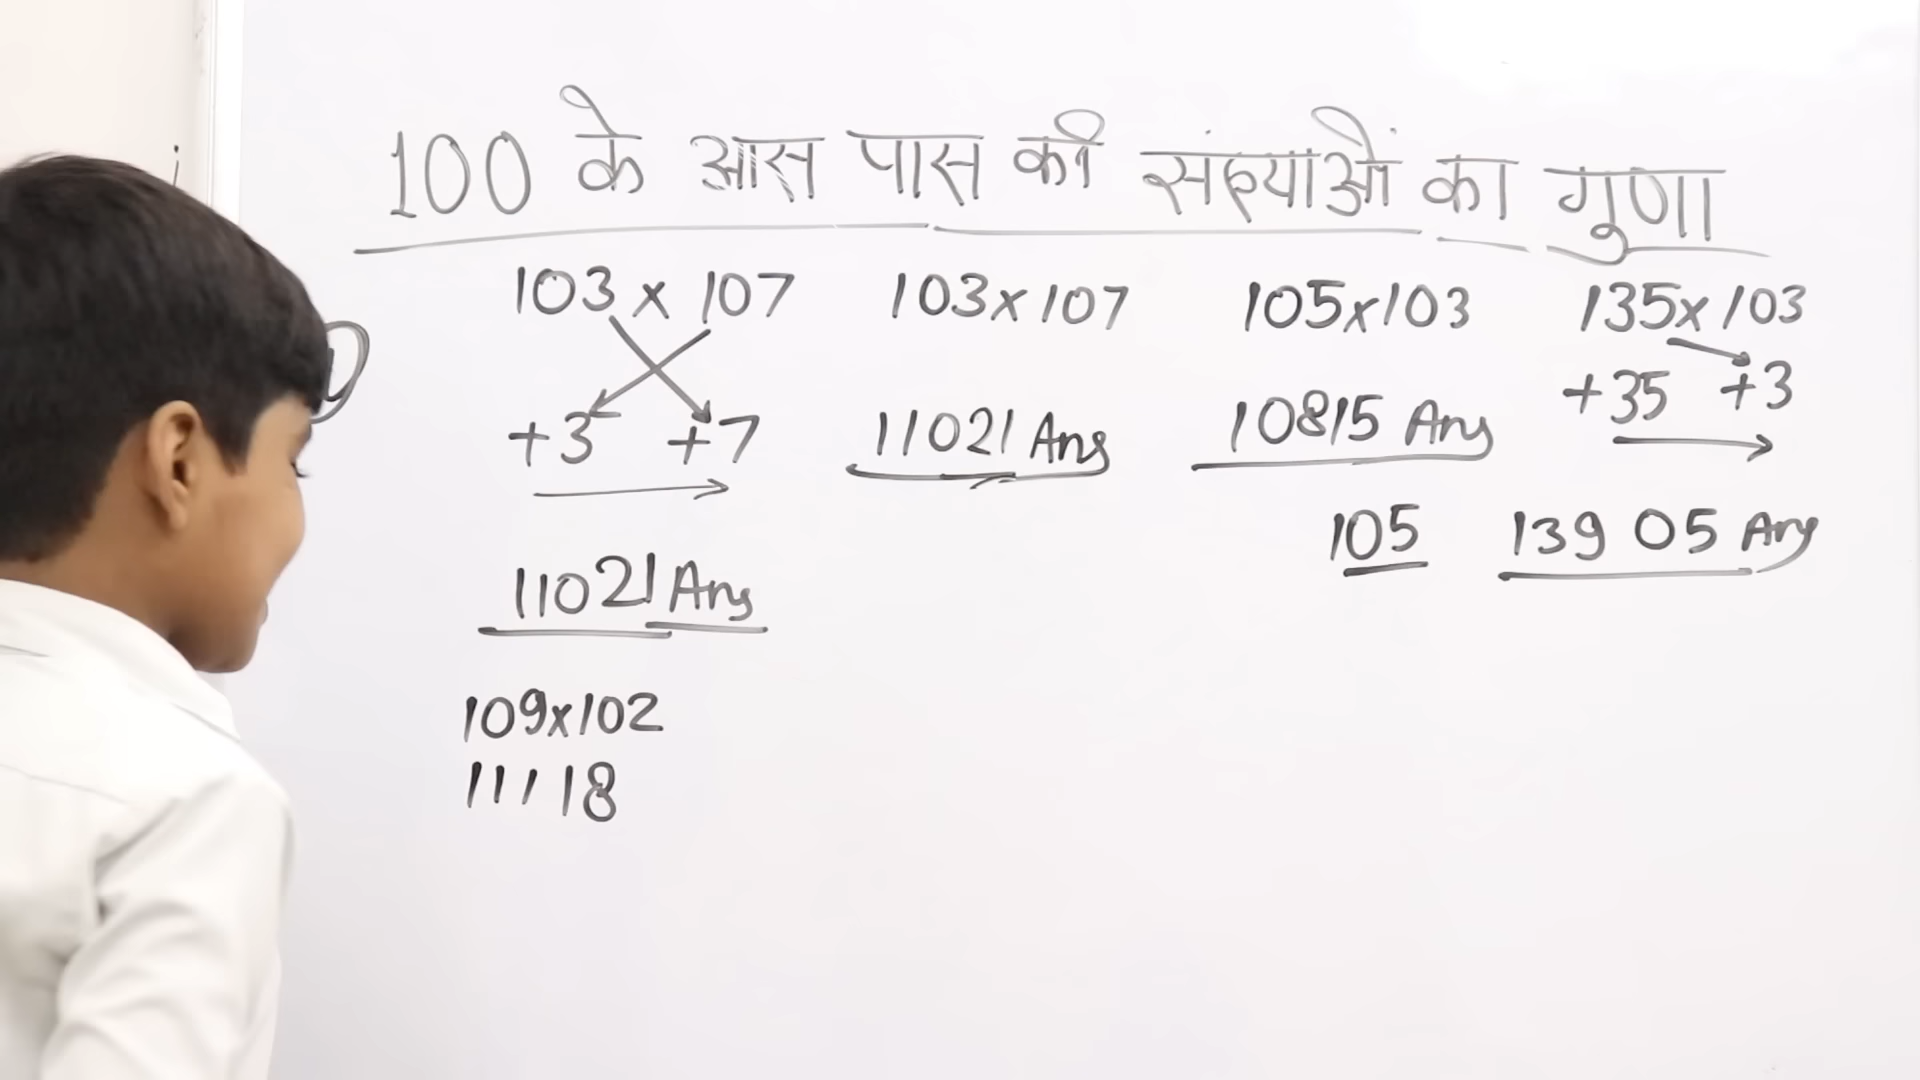 100 के आस पास की संख्याओं का गुणा
103 x 107 103x107 105x103 135x103
+3 +7 11021 Ans 10815 Ans +35 +3
11021 Ans 105 139 05 Ans
109x102
11118